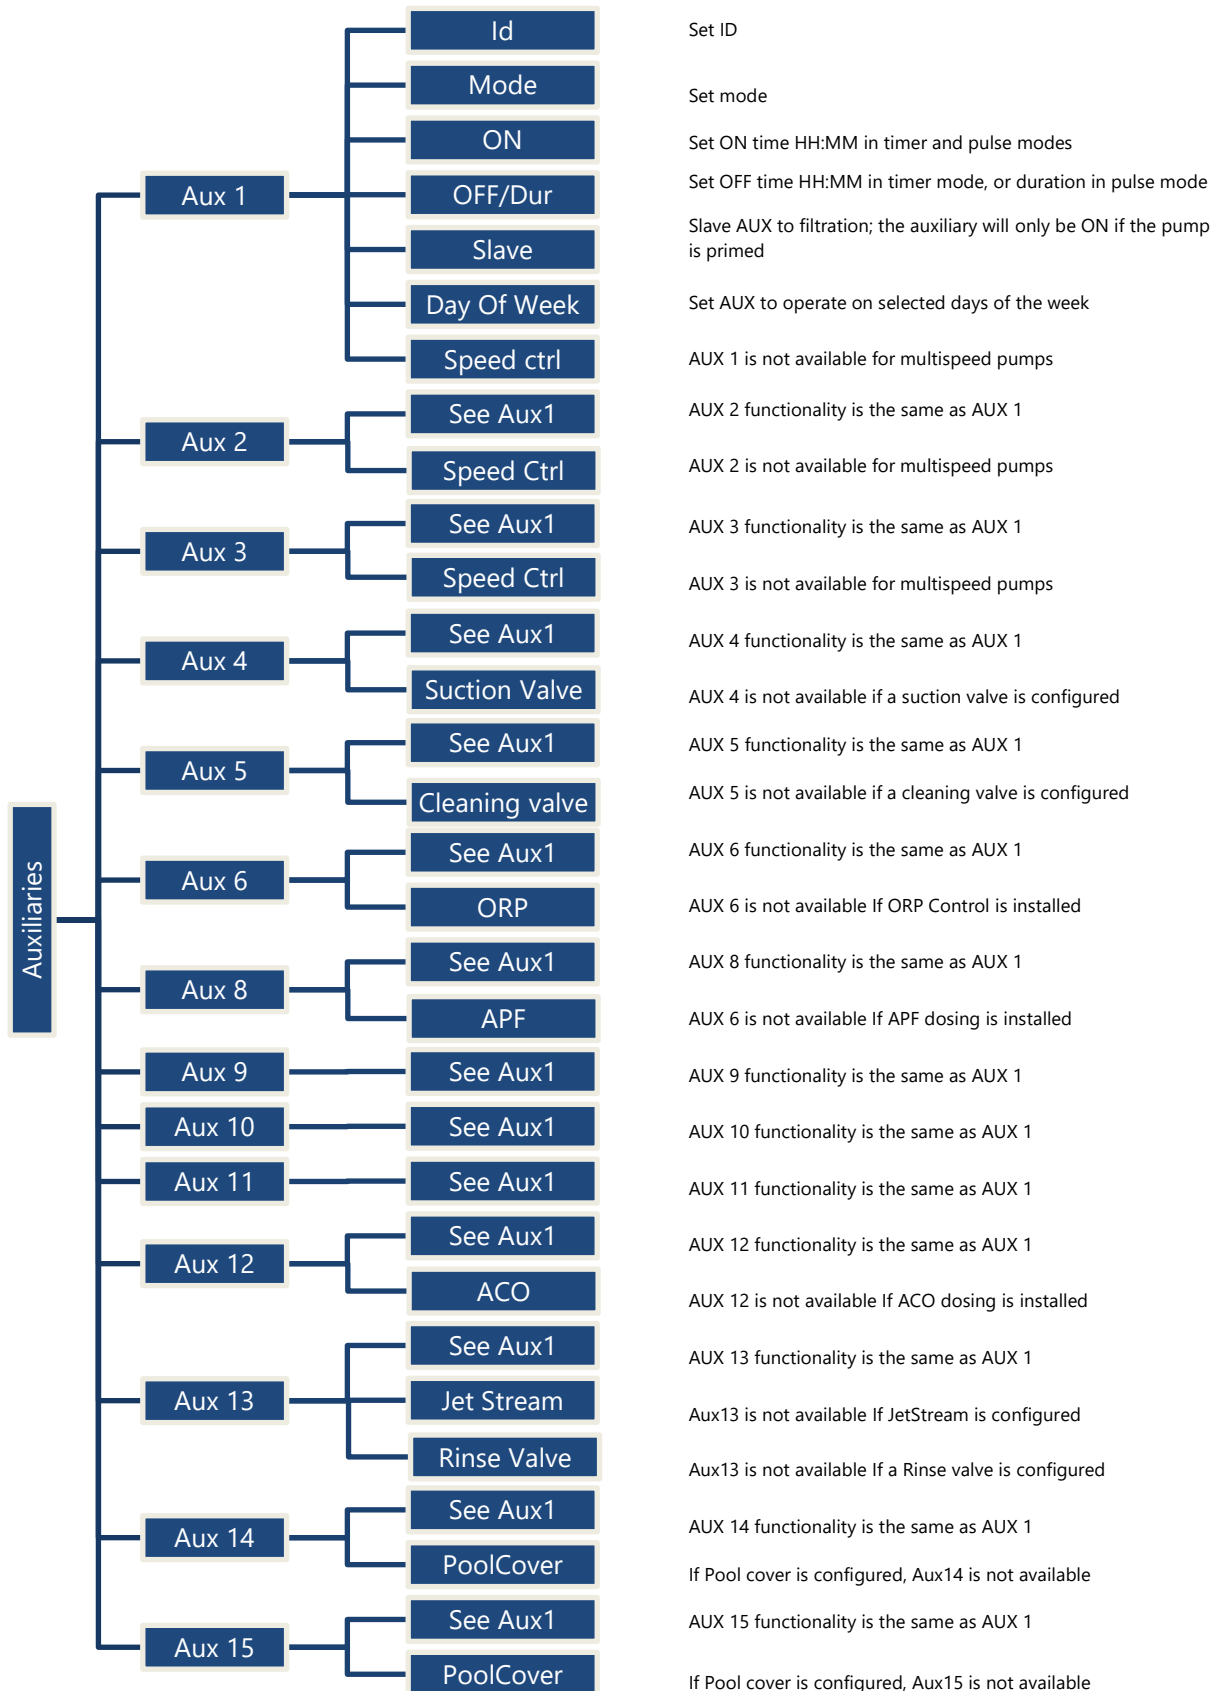 Auxiliaries
Aux 1
Id
Set ID
Mode
Set mode
ON
Set ON time HH:MM in timer and pulse modes
OFF/Dur
Set OFF time HH:MM in timer mode, or duration in pulse mode
Slave
Slave AUX to filtration; the auxiliary will only be ON if the pump
is primed
Day Of Week
Set AUX to operate on selected days of the week
Speed ctrl
AUX 1 is not available for multispeed pumps
Aux 2
See Aux1
AUX 2 functionality is the same as AUX 1
Speed Ctrl
AUX 2 is not available for multispeed pumps
Aux 3
See Aux1
AUX 3 functionality is the same as AUX 1
Speed Ctrl
AUX 3 is not available for multispeed pumps
Aux 4
See Aux1
AUX 4 functionality is the same as AUX 1
Suction Valve
AUX 4 is not available if a suction valve is configured
Aux 5
See Aux1
AUX 5 functionality is the same as AUX 1
Cleaning valve
AUX 5 is not available if a cleaning valve is configured
Aux 6
See Aux1
AUX 6 functionality is the same as AUX 1
ORP
AUX 6 is not available If ORP Control is installed
Aux 8
See Aux1
AUX 8 functionality is the same as AUX 1
APF
AUX 6 is not available If APF dosing is installed
Aux 9
See Aux1
AUX 9 functionality is the same as AUX 1
Aux 10
See Aux1
AUX 10 functionality is the same as AUX 1
Aux 11
See Aux1
AUX 11 functionality is the same as AUX 1
Aux 12
See Aux1
AUX 12 functionality is the same as AUX 1
ACO
AUX 12 is not available If ACO dosing is installed
Aux 13
See Aux1
AUX 13 functionality is the same as AUX 1
Jet Stream
Aux13 is not available If JetStream is configured
Rinse Valve
Aux13 is not available If a Rinse valve is configured
Aux 14
See Aux1
AUX 14 functionality is the same as AUX 1
PoolCover
If Pool cover is configured, Aux14 is not available
Aux 15
See Aux1
AUX 15 functionality is the same as AUX 1
PoolCover
If Pool cover is configured, Aux15 is not available